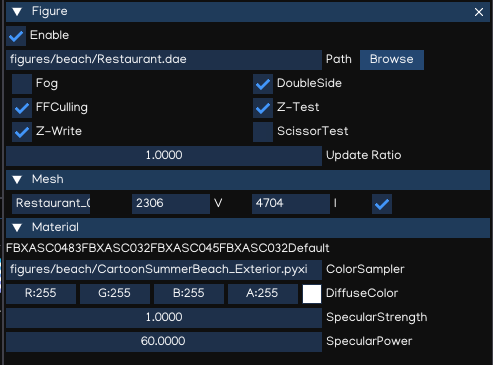 Figure
Enable
figures/beach/Restaurant.dae Path Browse
Fog DoubleSide
FFCulling Z-Test
Z-Write ScissorTest
1.0000 Update Ratio
Mesh
2306 V 4704 I
Material
FBXASC0483FBXASC032FBXASC045FBXASC032Default
figures/beach/CartoonSummerBeach_Exterior.pyxi ColorSampler
R:255 G:255 B:255 A:255 DiffuseColor
1.0000 SpecularStrength
60.0000 SpecularPower